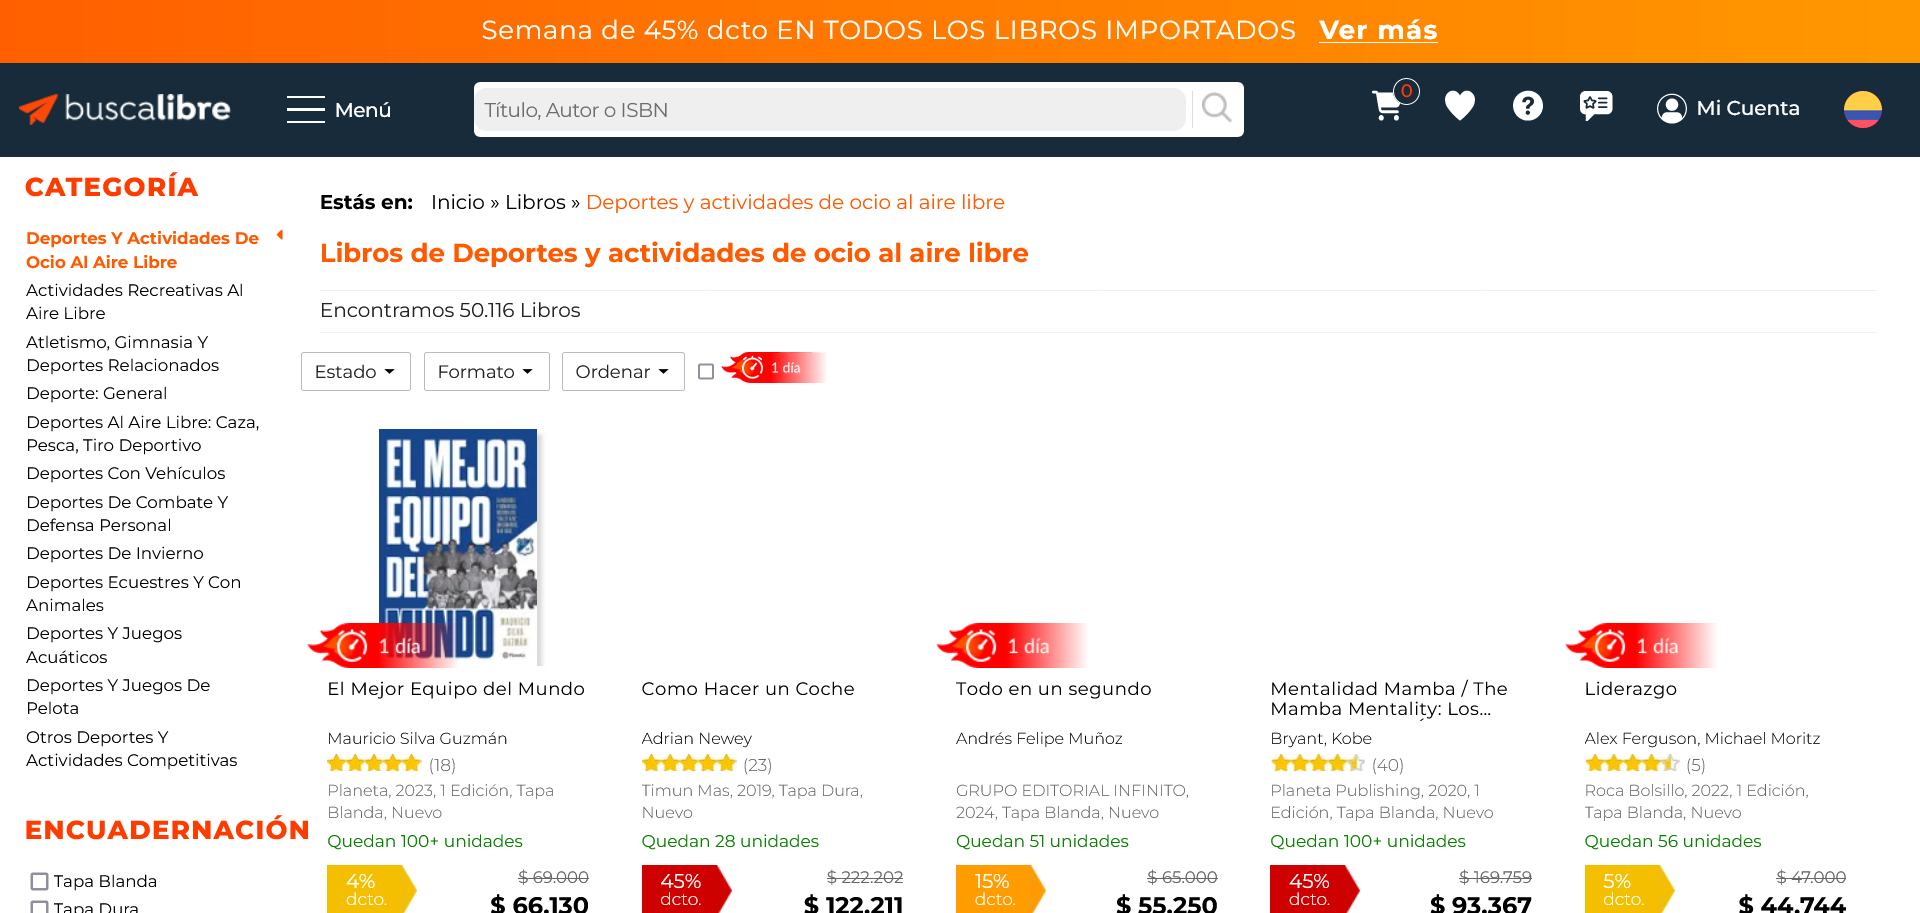 Semana de 45% dcto EN TODOS LOS LIBROS IMPORTADOS Ver más
buscalibre
Menú
Título, Autor o ISBN
0
Mi Cuenta
CATEGORÍA
Deportes Y Actividades De
Ocio Al Aire Libre
Actividades Recreativas Al
Aire Libre
Atletismo, Gimnasia Y
Deportes Relacionados
Deporte: General
Deportes Al Aire Libre: Caza,
Pesca, Tiro Deportivo
Deportes Con Vehículos
Deportes De Combate Y
Defensa Personal
Deportes De Invierno
Deportes Ecuestres Y Con
Animales
Deportes Y Juegos
Acuáticos
Deportes Y Juegos De
Pelota
Otros Deportes Y
Actividades Competitivas
ENCUADERNACIÓN
Tapa Blanda
Tapa Dura
Estás en: Inicio » Libros » Deportes y actividades de ocio al aire libre
Libros de Deportes y actividades de ocio al aire libre
Encontramos 50.116 Libros
Estado
Formato
Ordenar
1 día
EL MEJOR
EQUIPO
DEL
MUNDO
MAURICIO
SILVA
GUZMÁN
Planeta
1 día
El Mejor Equipo del Mundo
Mauricio Silva Guzmán
(18)
Planeta, 2023, 1 Edición, Tapa
Blanda, Nuevo
Quedan 100+ unidades
4%
dcto.
$ 69.000
$ 66.130
Como Hacer un Coche
Adrian Newey
(23)
Timun Mas, 2019, Tapa Dura,
Nuevo
Quedan 28 unidades
45%
dcto.
$ 222.202
$ 122.211
1 día
Todo en un segundo
Andrés Felipe Muñoz
GRUPO EDITORIAL INFINITO,
2024, Tapa Blanda, Nuevo
Quedan 51 unidades
15%
dcto.
$ 65.000
$ 55.250
Mentalidad Mamba / The
Mamba Mentality: Los...
Bryant, Kobe
(40)
Planeta Publishing, 2020, 1
Edición, Tapa Blanda, Nuevo
Quedan 100+ unidades
45%
dcto.
$ 169.759
$ 93.367
1 día
Liderazgo
Alex Ferguson, Michael Moritz
(5)
Roca Bolsillo, 2022, 1 Edición,
Tapa Blanda, Nuevo
Quedan 56 unidades
5%
dcto.
$ 47.000
$ 44.744